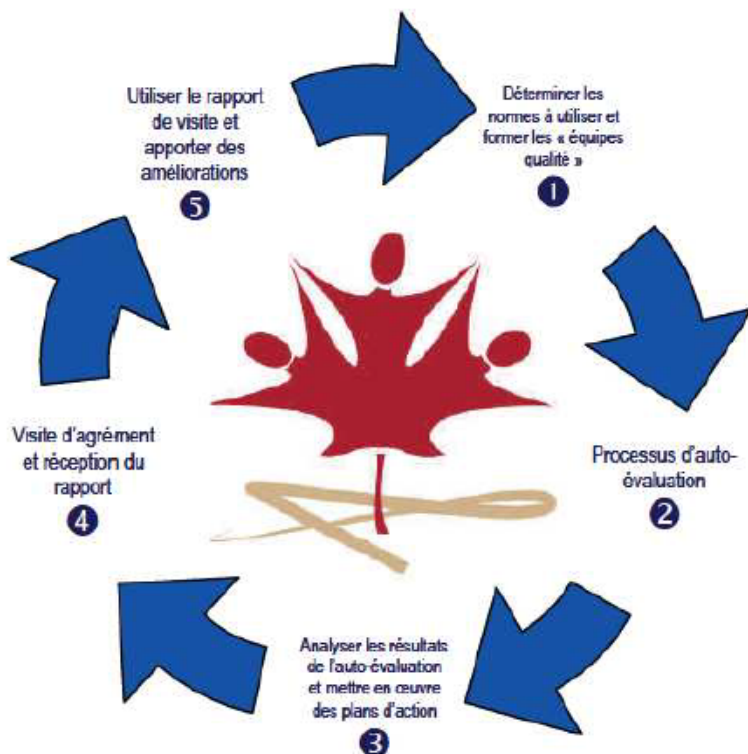 Déterminer les
normes à utiliser et
former les « équipes
qualité »
1
Processus d'auto-
évaluation
2
Analyser les résultats
de l'auto-évaluation
et mettre en œuvre
des plans d'action
3
Visite d'agrément
et réception du
rapport
4
Utiliser le rapport
de visite et
apporter des
améliorations
5